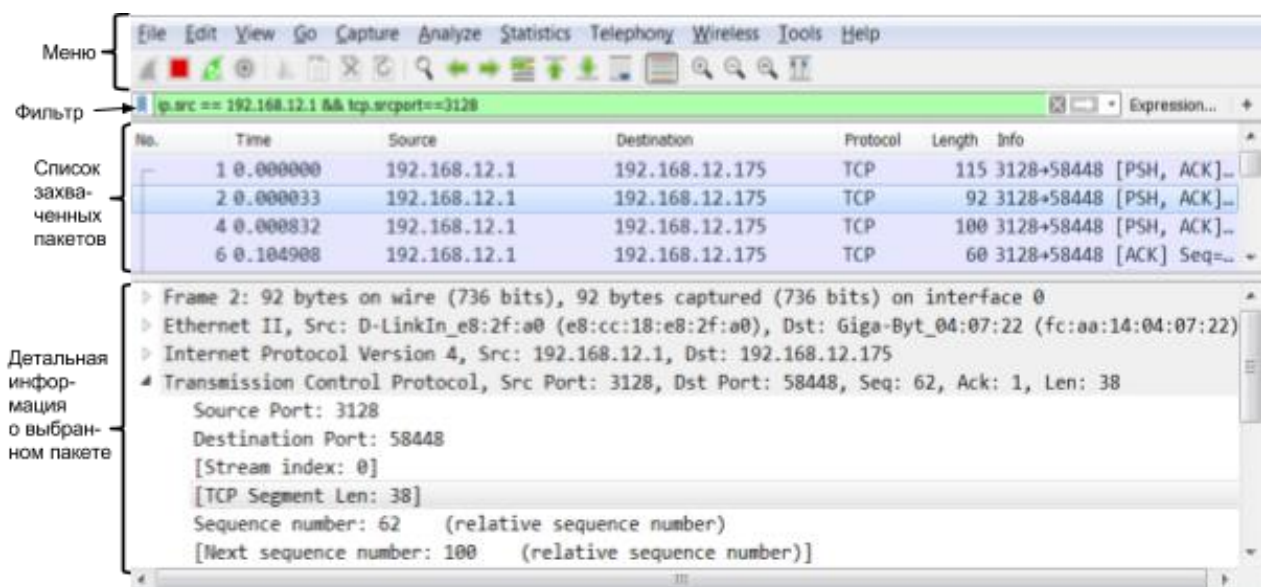 Меню
File Edit View Go Capture Analyze Statistics Telephony Wireless Tools Help
Фильтр
ip.src == 192.168.12.1 && tcp.srcport==3128 Expression... +
No. Time Source Destination Protocol Length Info
Список
захва-
ченных
пакетов
1 0.000000 192.168.12.1 192.168.12.175 TCP 115 3128→58448 [PSH, ACK]…
2 0.000033 192.168.12.1 192.168.12.175 TCP 92 3128→58448 [PSH, ACK]…
4 0.000832 192.168.12.1 192.168.12.175 TCP 100 3128→58448 [PSH, ACK]…
6 0.104908 192.168.12.1 192.168.12.175 TCP 60 3128→58448 [ACK] Seq=…
Детальная
инфор-
мация
о выбран-
ном пакете
Frame 2: 92 bytes on wire (736 bits), 92 bytes captured (736 bits) on interface 0
Ethernet II, Src: D-LinkIn_e8:2f:a0 (e8:cc:18:e8:2f:a0), Dst: Giga-Byt_04:07:22 (fc:aa:14:04:07:22)
Internet Protocol Version 4, Src: 192.168.12.1, Dst: 192.168.12.175
Transmission Control Protocol, Src Port: 3128, Dst Port: 58448, Seq: 62, Ack: 1, Len: 38
Source Port: 3128
Destination Port: 58448
[Stream index: 0]
[TCP Segment Len: 38]
Sequence number: 62 (relative sequence number)
[Next sequence number: 100 (relative sequence number)]